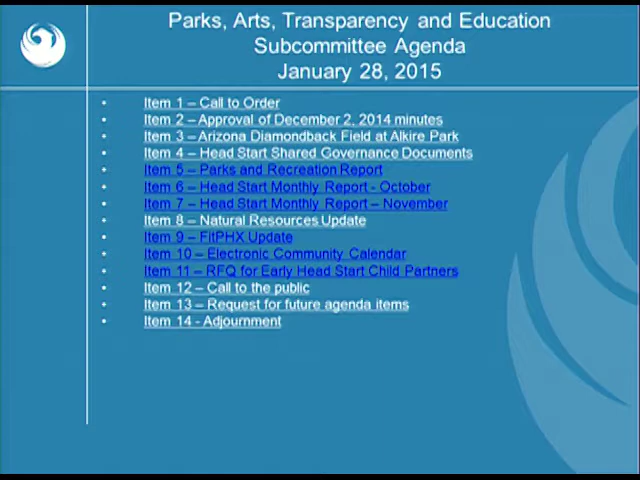 Parks, Arts, Transparency and Education
Subcommittee Agenda
January 28, 2015
• Item 1 – Call to Order
• Item 2 – Approval of December 2, 2014 minutes
• Item 3 – Arizona Diamondback Field at Alkire Park
• Item 4 – Head Start Shared Governance Documents
• Item 5 – Parks and Recreation Report
• Item 6 – Head Start Monthly Report - October
• Item 7 – Head Start Monthly Report – November
• Item 8 – Natural Resources Update
• Item 9 – FitPHX Update
• Item 10 – Electronic Community Calendar
• Item 11 – RFQ for Early Head Start Child Partners
• Item 12 – Call to the public
• Item 13 – Request for future agenda items
• Item 14 - Adjournment